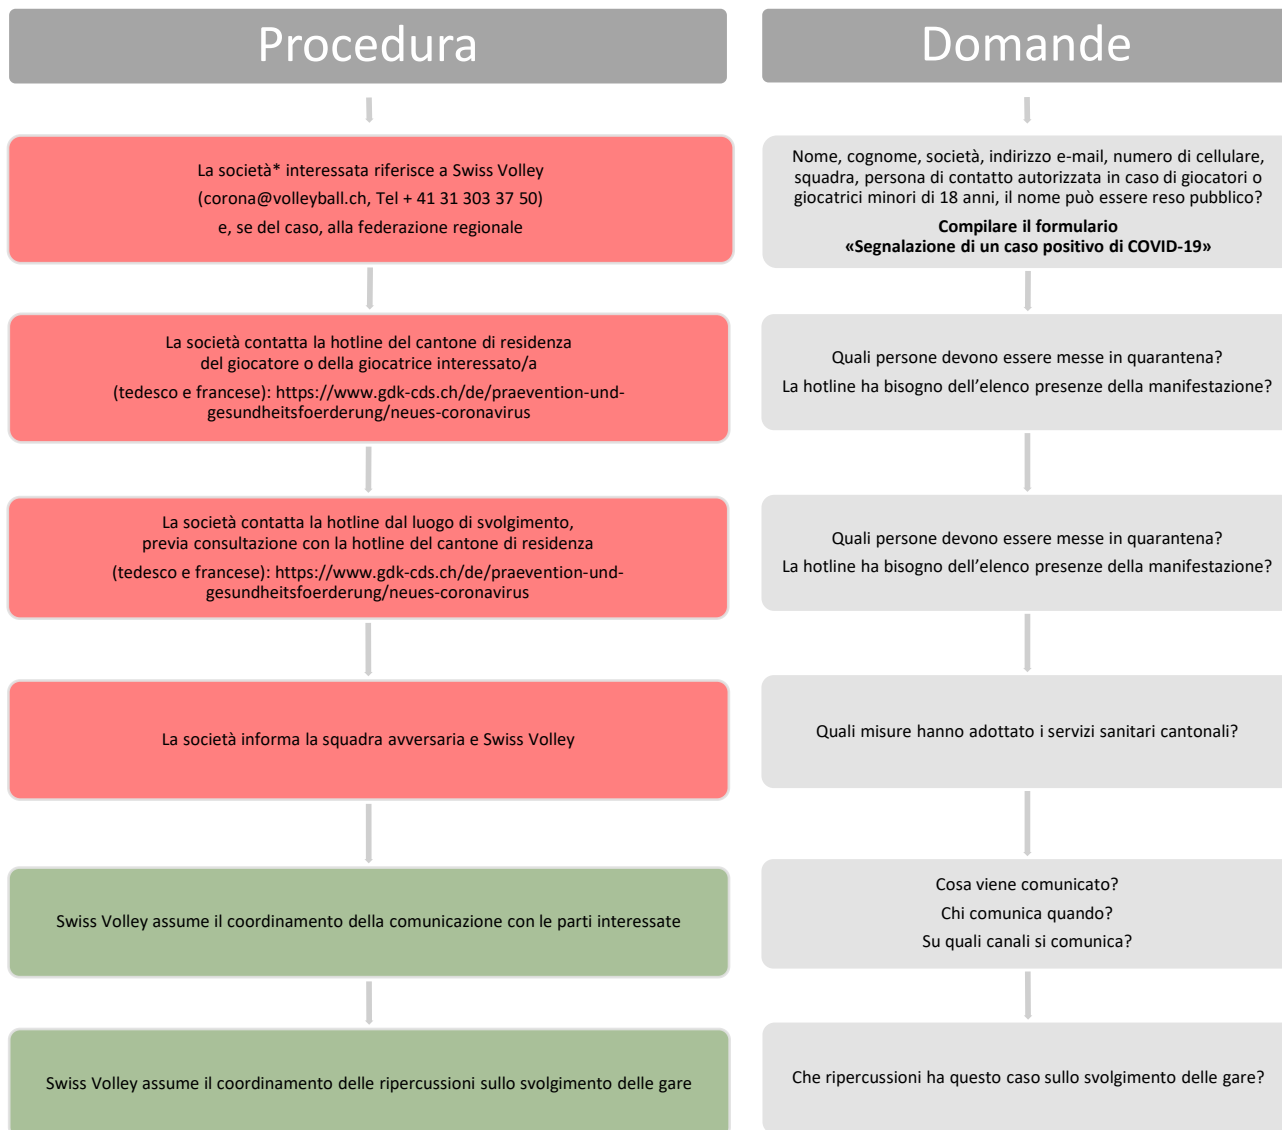 Procedura
La società* interessata riferisce a Swiss Volley
(corona@volleyball.ch, Tel + 41 31 303 37 50)
e, se del caso, alla federazione regionale
La società contatta la hotline del cantone di residenza
del giocatore o della giocatrice interessato/a
(tedesco e francese): https://www.gdk-cds.ch/de/praevention-und-
gesundheitsfoerderung/neues-coronavirus
La società contatta la hotline dal luogo di svolgimento,
previa consultazione con la hotline del cantone di residenza
(tedesco e francese): https://www.gdk-cds.ch/de/praevention-und-
gesundheitsfoerderung/neues-coronavirus
La società informa la squadra avversaria e Swiss Volley
Swiss Volley assume il coordinamento della comunicazione con le parti interessate
Swiss Volley assume il coordinamento delle ripercussioni sullo svolgimento delle gare
Domande
Nome, cognome, società, indirizzo e-mail, numero di cellulare,
squadra, persona di contatto autorizzata in caso di giocatori o
giocatrici minori di 18 anni, il nome può essere reso pubblico?
Compilare il formulario
«Segnalazione di un caso positivo di COVID-19»
Quali persone devono essere messe in quarantena?
La hotline ha bisogno dell'elenco presenze della manifestazione?
Quali persone devono essere messe in quarantena?
La hotline ha bisogno dell'elenco presenze della manifestazione?
Quali misure hanno adottato i servizi sanitari cantonali?
Cosa viene comunicato?
Chi comunica quando?
Su quali canali si comunica?
Che ripercussioni ha questo caso sullo svolgimento delle gare?